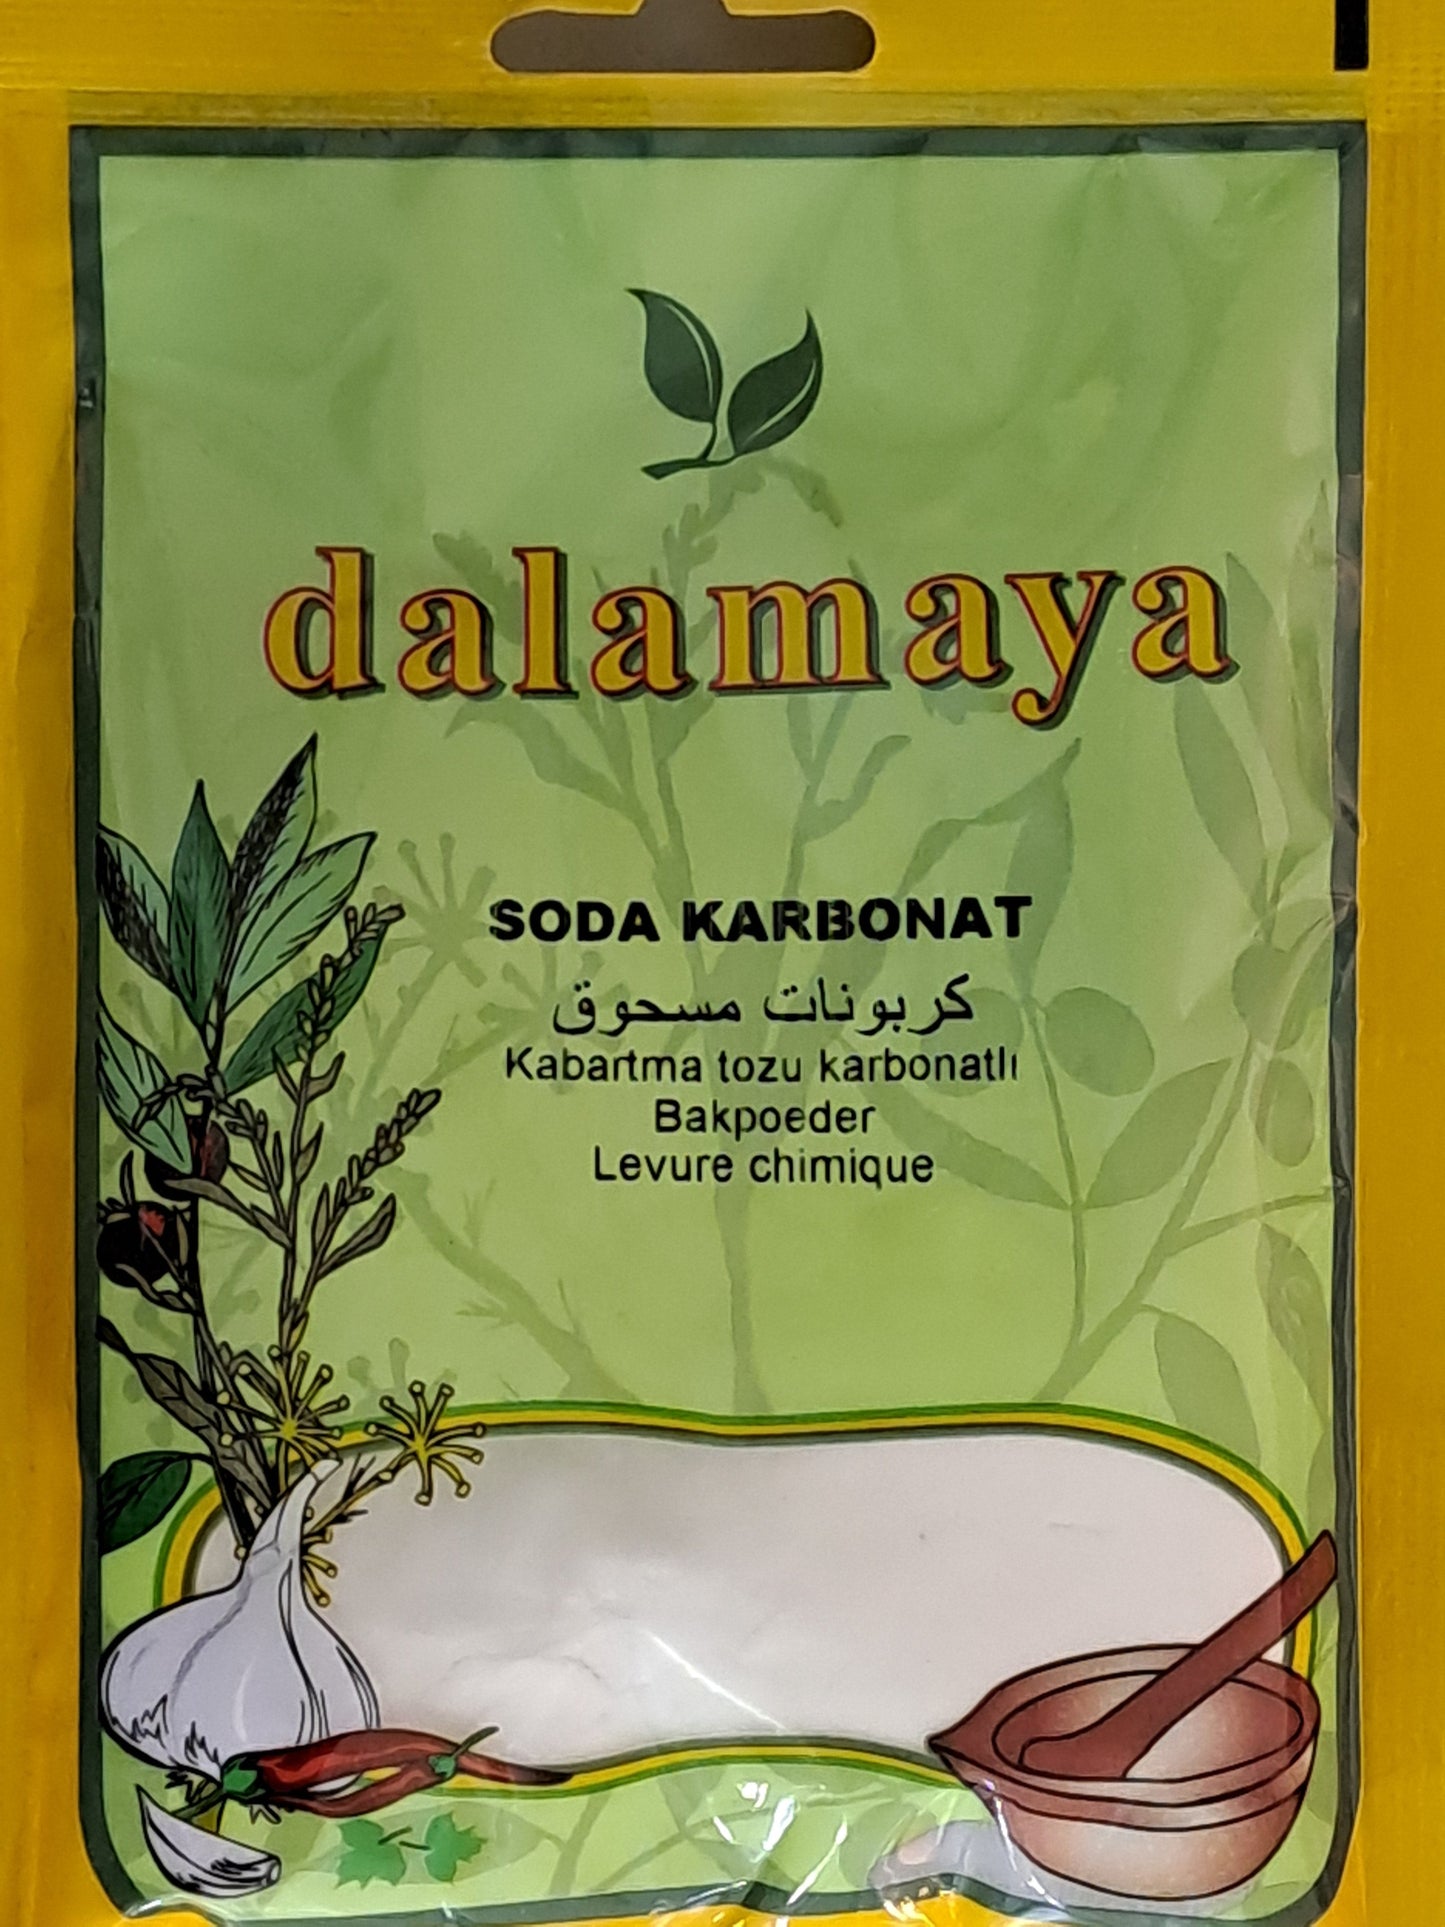 dalamaya
SODA KARBONAT
كربونات مسحوق
Kabartma tozu karbonatlı
Bakpoeder
Levure chimique